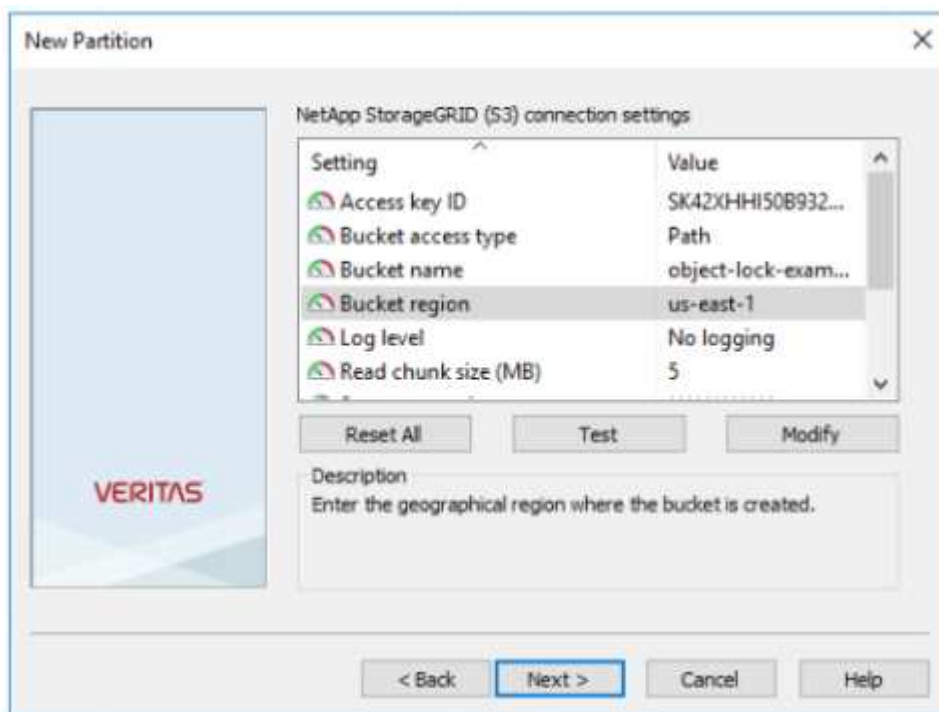 New Partition
NetApp StorageGRID (S3) connection settings
Setting Value
Access key ID SK42XHHI50B932...
Bucket access type Path
Bucket name object-lock-exam...
Bucket region us-east-1
Log level No logging
Read chunk size (MB) 5
Reset All Test Modify
VERITAS
Description
Enter the geographical region where the bucket is created.
< Back Next > Cancel Help